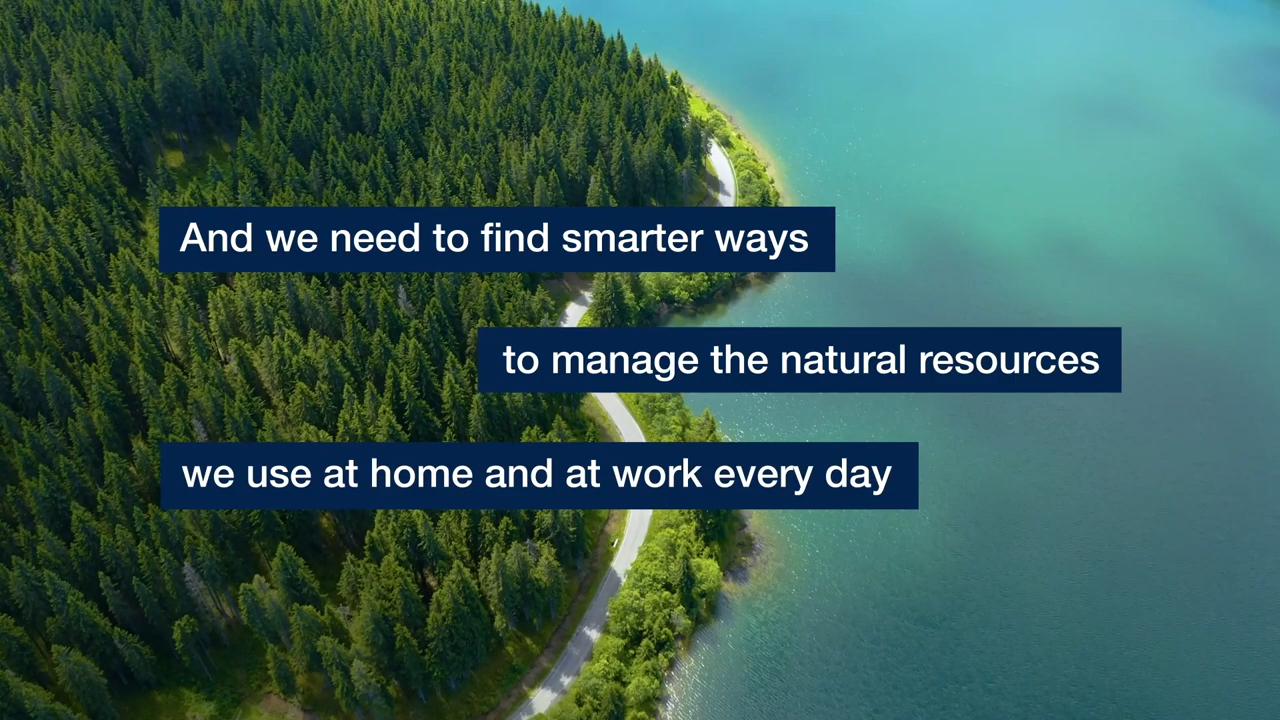 And we need to find smarter ways
to manage the natural resources
we use at home and at work every day